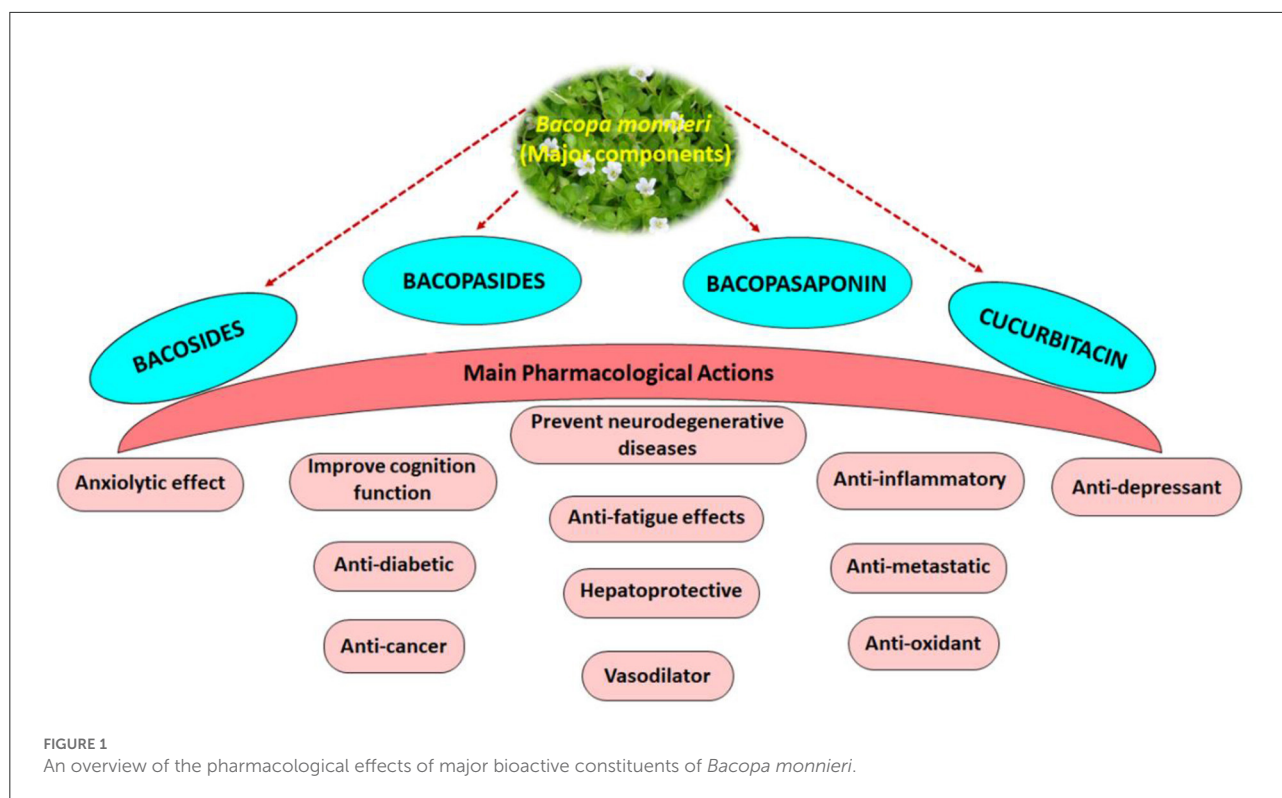 Bacopa monnieri
(Major components)
BACOSIDES
BACOPASIDES
BACOPASAPONIN
CUCURBITACIN
Main Pharmacological Actions
Anxiolytic effect
Improve cognition
function
Prevent neurodegenerative
diseases
Anti-inflammatory
Anti-depressant
Anti-fatigue effects
Anti-diabetic
Hepatoprotective
Anti-metastatic
Anti-cancer
Vasodilator
Anti-oxidant
FIGURE 1
An overview of the pharmacological effects of major bioactive constituents of Bacopa monnieri.